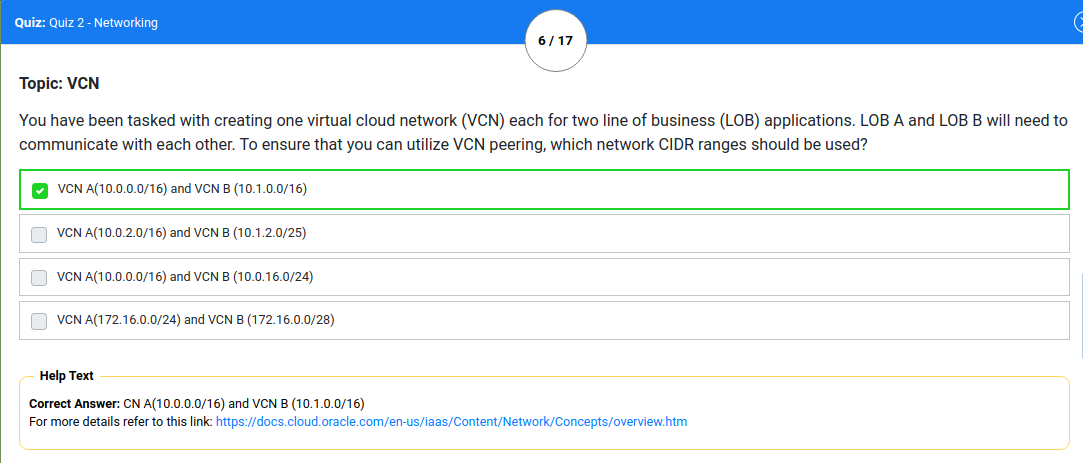 Quiz: Quiz 2 - Networking
6 / 17
Topic: VCN
You have been tasked with creating one virtual cloud network (VCN) each for two line of business (LOB) applications. LOB A and LOB B will need to
communicate with each other. To ensure that you can utilize VCN peering, which network CIDR ranges should be used?
VCN A(10.0.0.0/16) and VCN B (10.1.0.0/16)
VCN A(10.0.2.0/16) and VCN B (10.1.2.0/25)
VCN A(10.0.0.0/16) and VCN B (10.0.16.0/24)
VCN A(172.16.0.0/24) and VCN B (172.16.0.0/28)
Help Text
Correct Answer: CN A(10.0.0.0/16) and VCN B (10.1.0.0/16)
For more details refer to this link: https://docs.cloud.oracle.com/en-us/iaas/Content/Network/Concepts/overview.htm